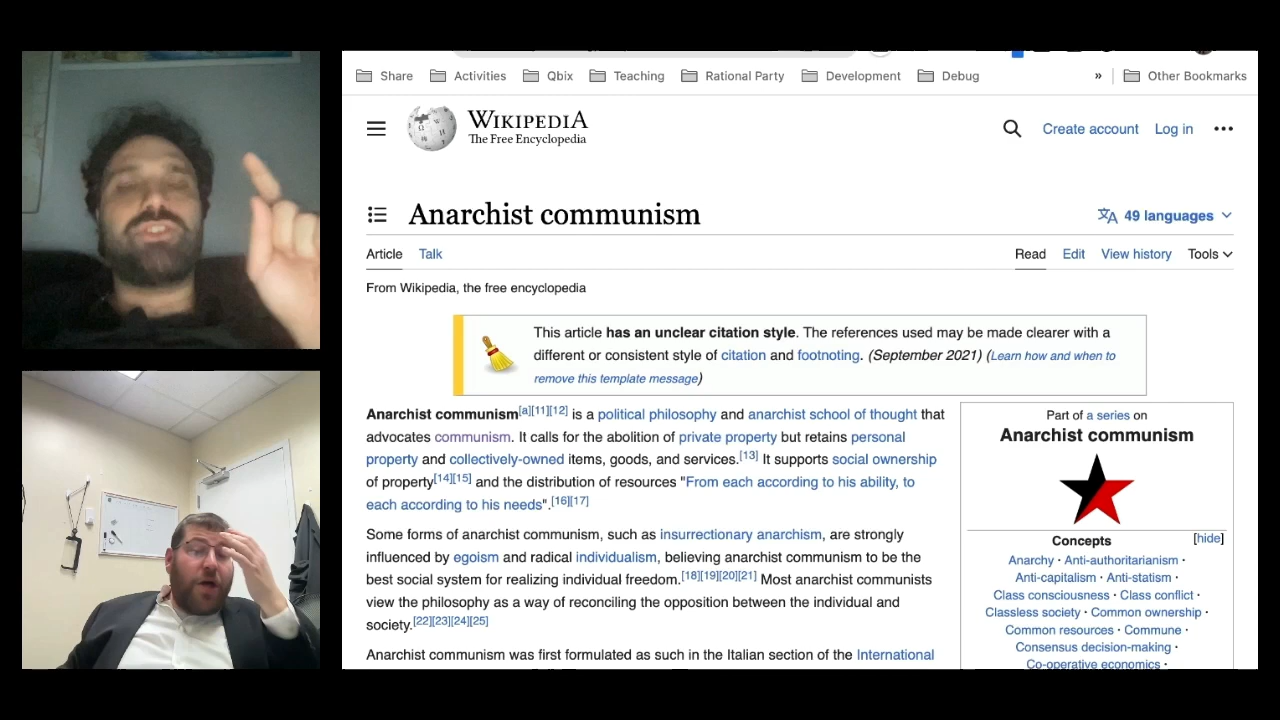 Share Activities Qbix Teaching Rational Party Development Debug » Other Bookmarks
WIKIPEDIA
The Free Encyclopedia
Create account Log in •••
Anarchist communism
49 languages
Article Talk Read Edit View history Tools
From Wikipedia, the free encyclopedia
This article has an unclear citation style. The references used may be made clearer with a
different or consistent style of citation and footnoting. (September 2021) (Learn how and when to
remove this template message)
Anarchist communism[a][11][12] is a political philosophy and anarchist school of thought that
advocates communism. It calls for the abolition of private property but retains personal
property and collectively-owned items, goods, and services.[13] It supports social ownership
of property[14][15] and the distribution of resources "From each according to his ability, to
each according to his needs".[16][17]
Some forms of anarchist communism, such as insurrectionary anarchism, are strongly
influenced by egoism and radical individualism, believing anarchist communism to be the
best social system for realizing individual freedom.[18][19][20][21] Most anarchist communists
view the philosophy as a way of reconciling the opposition between the individual and
society.[22][23][24][25]
Anarchist communism was first formulated as such in the Italian section of the International
Part of a series on
Anarchist communism
Concepts [hide]
Anarchy · Anti-authoritarianism ·
Anti-capitalism · Anti-statism ·
Class consciousness · Class conflict ·
Classless society · Common ownership ·
Common resources · Commune ·
Consensus decision-making ·
Co-operative economics ·